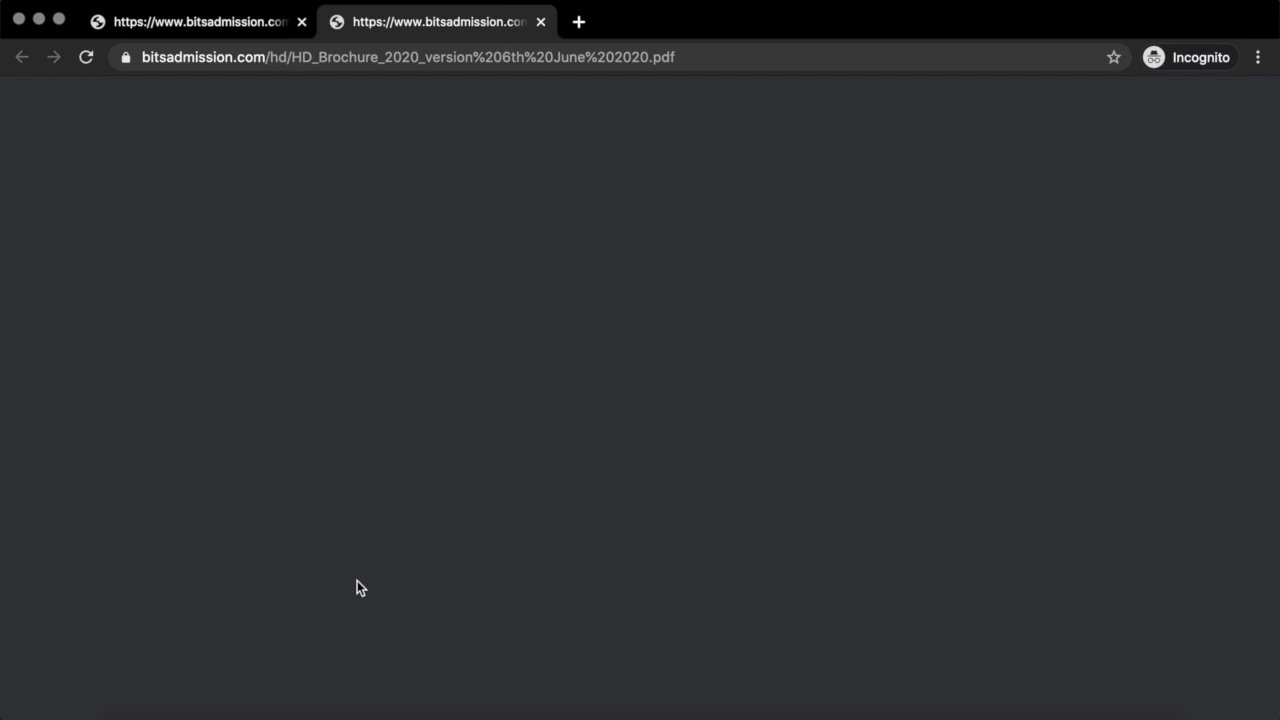 https://www.bitsadmission.con
https://www.bitsadmission.con
bitsadmission.com/hd/HD_Brochure_2020_version%206th%20June%202020.pdf
Incognito